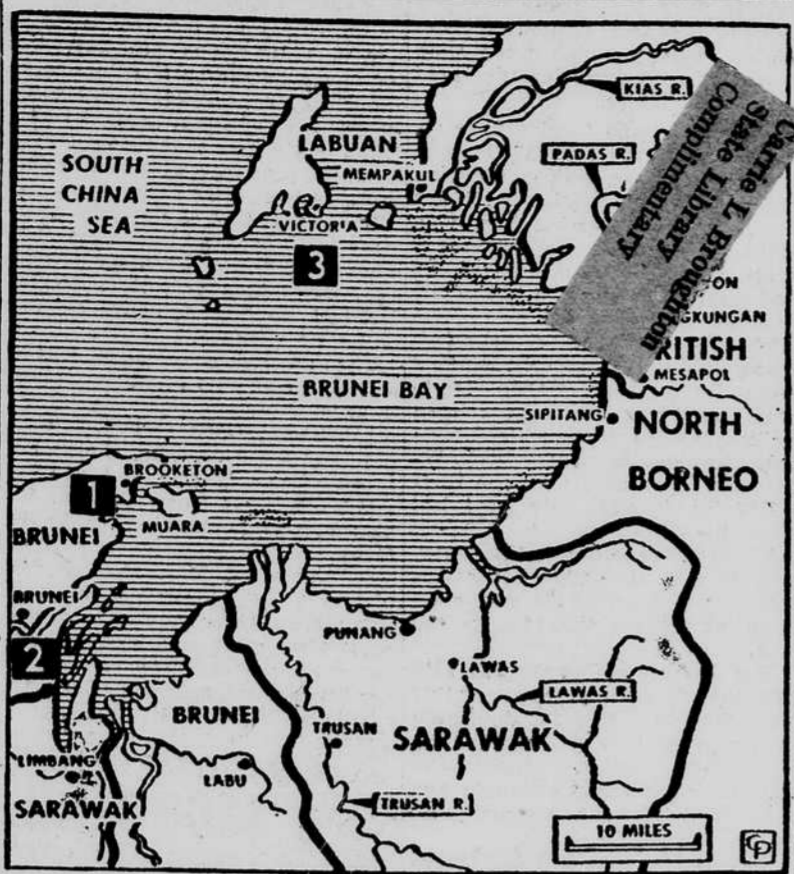 KIAS R.
Carrie L. Broughton
State Library
Complimentary
LABUAN
SOUTH
CHINA
SEA
MEMPAKUL
PADAS R.
VICTORIA
3
ON
GKUNGAN
RITISH
MESAPOL
BRUNEI BAY
SIPITANG
NORTH
BORNEO
BROOKETON
1
MUARA
BRUNEI
BRUNEI
2
PUNANG
LAWAS
LAWAS R.
BRUNEI
TRUSAN
SARAWAK
LIMBANG
LABU
SARAWAK
TRUSAN R.
10 MILES
CP